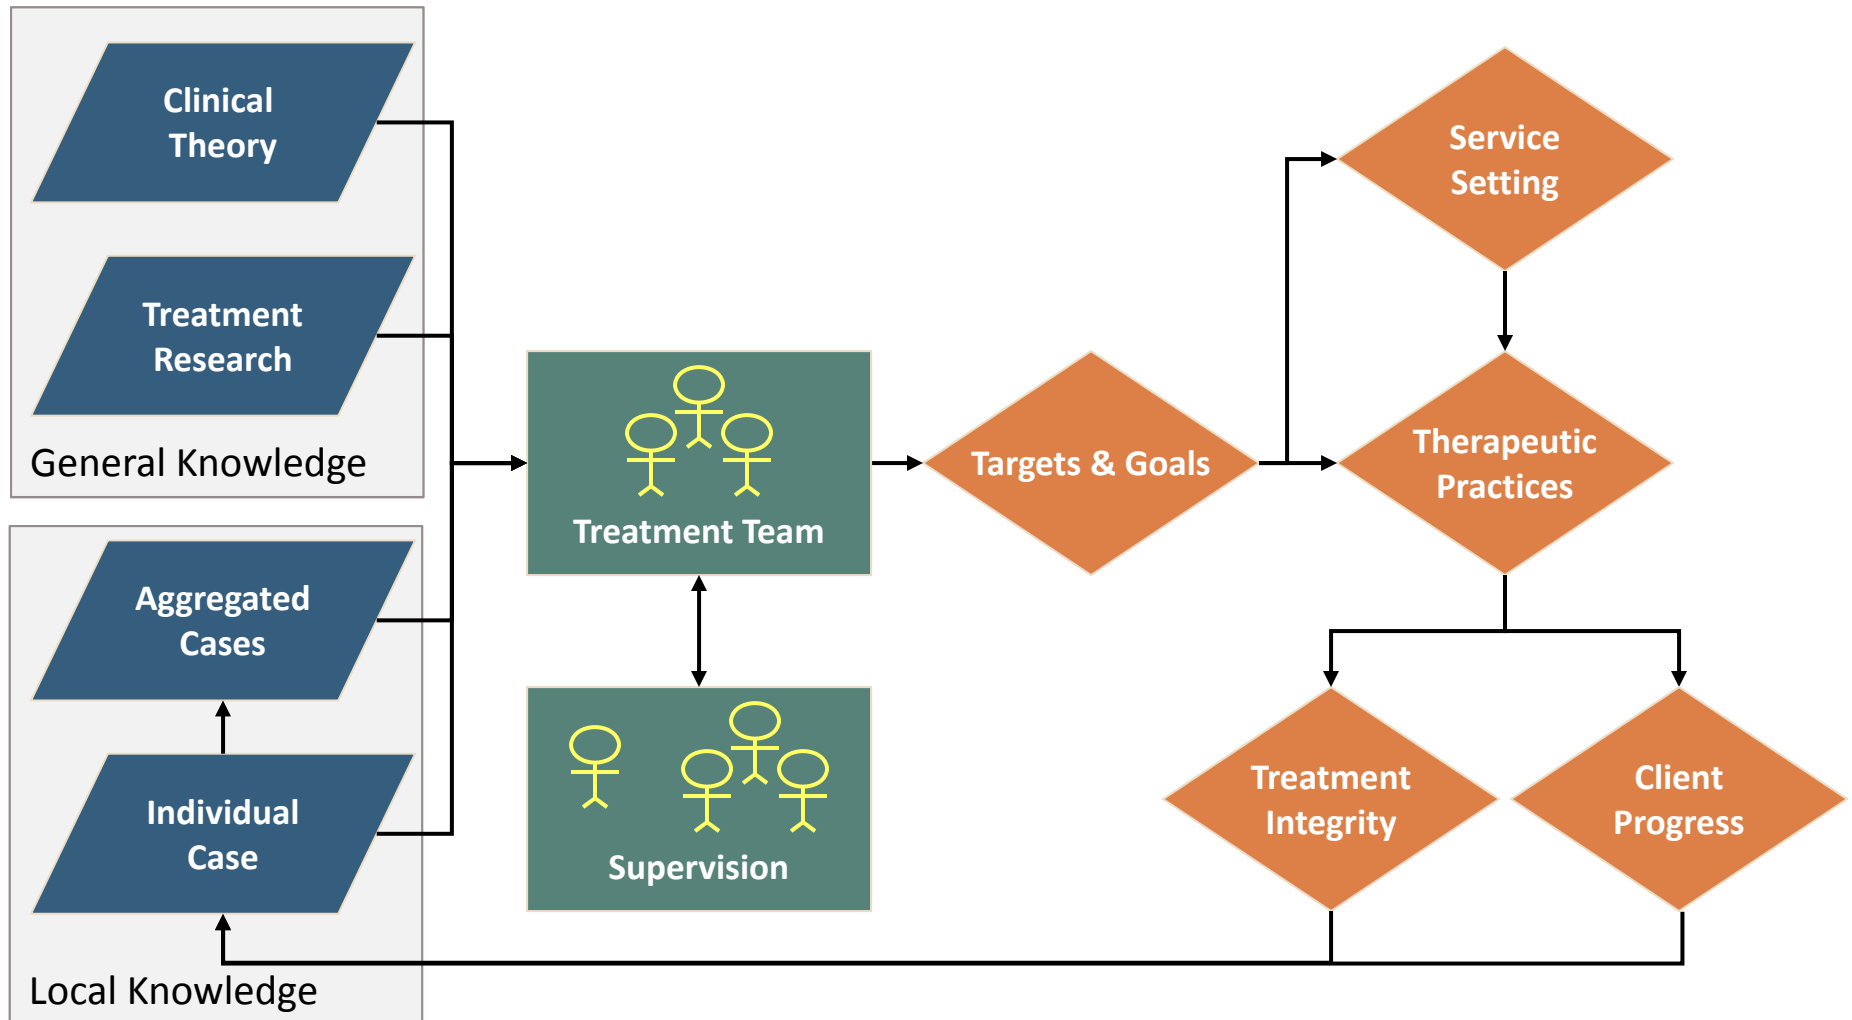 Clinical
Theory
Treatment
Research
General Knowledge
Aggregated
Cases
Individual
Case
Local Knowledge
Treatment Team
Supervision
Targets & Goals
Service
Setting
Therapeutic
Practices
Treatment
Integrity
Client
Progress